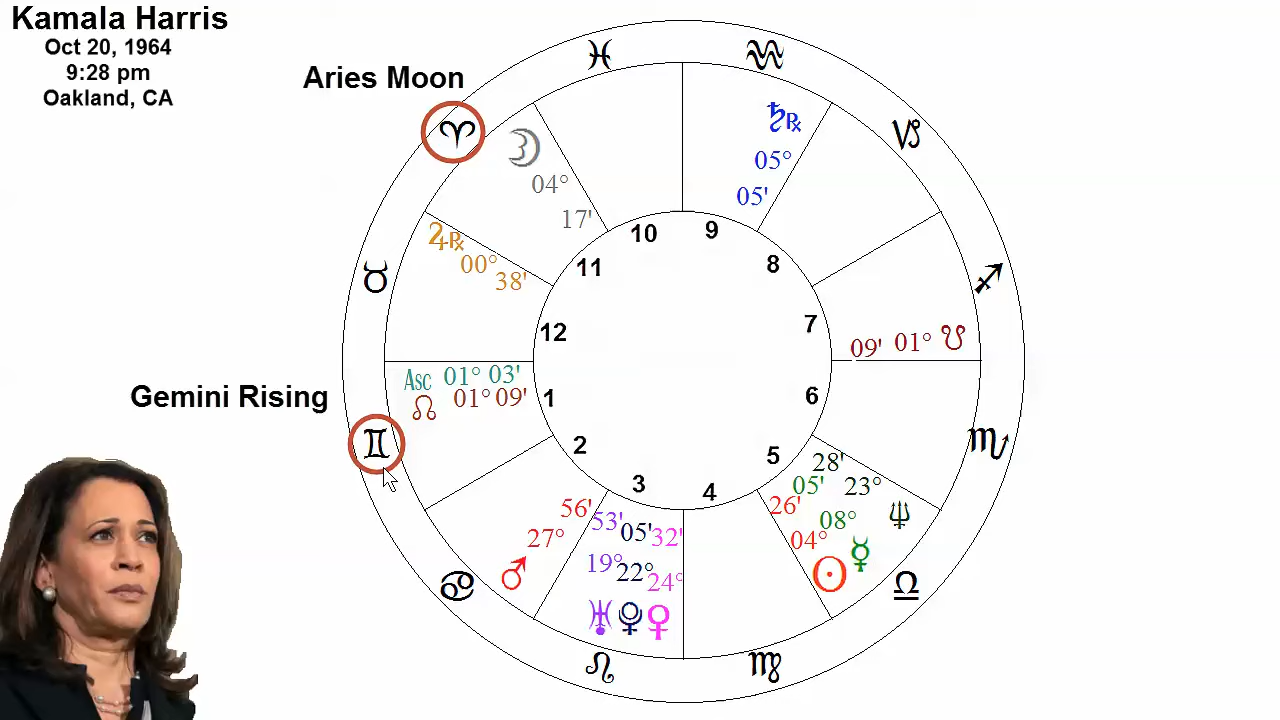 Kamala Harris
Oct 20, 1964
9:28 pm
Oakland, CA
Aries Moon
♓ ♒
♈ ☽ ♄℞ ♑
04° 05°
17' 05'
10 9
♃℞ 11 8
00° 38'
♉ ♐
12 7
09' 01° ☋
Asc 01° 03'
☊ 01° 09'
1 6
Gemini Rising
♊ ♏
2 5
3 4
56' 53' 05' 32' 26' 05' 28'
27° 19° 22° 24° 04° 08° 23°
♂ ♅ ♇ ♀ ☉ ☿ ♆
♋ ♎
♌ ♍